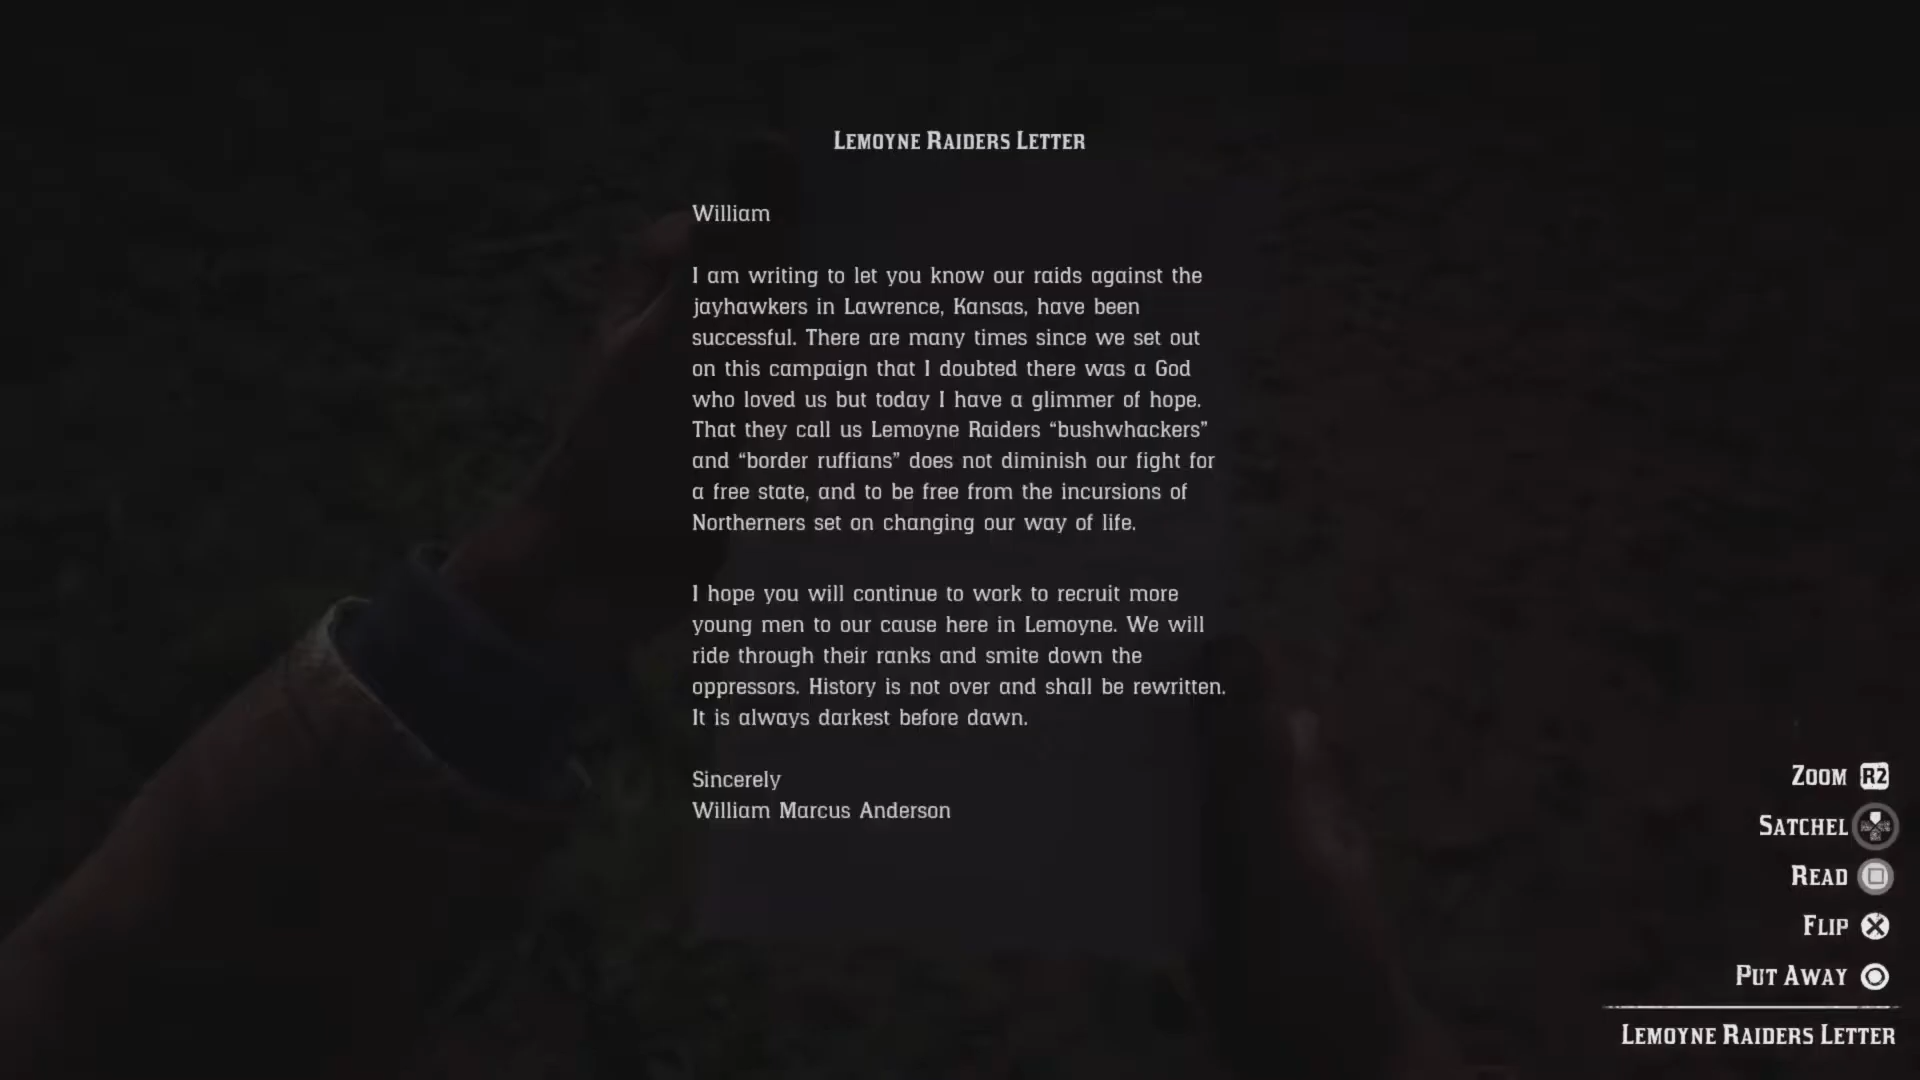 LEMOYNE RAIDERS LETTER
William
I am writing to let you know our raids against the
jayhawkers in Lawrence, Kansas, have been
successful. There are many times since we set out
on this campaign that I doubted there was a God
who loved us but today I have a glimmer of hope.
That they call us Lemoyne Raiders “bushwhackers”
and “border ruffians” does not diminish our fight for
a free state, and to be free from the incursions of
Northerners set on changing our way of life.
I hope you will continue to work to recruit more
young men to our cause here in Lemoyne. We will
ride through their ranks and smite down the
oppressors. History is not over and shall be rewritten.
It is always darkest before dawn.
Sincerely
William Marcus Anderson
ZOOM R2
SATCHEL
READ
FLIP
PUT AWAY
LEMOYNE RAIDERS LETTER